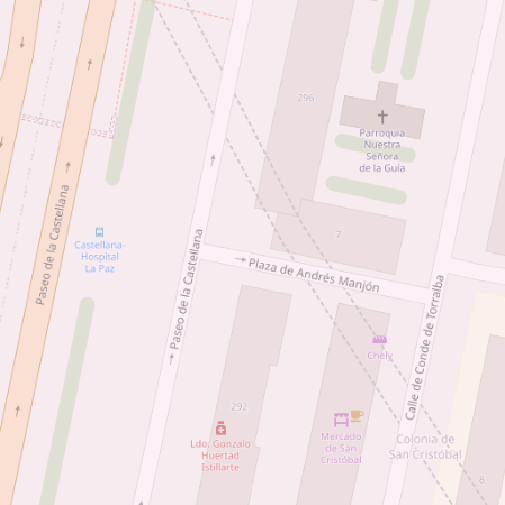 296
Parroquia
Nuestra
Señora
de la Guía
7
Castellana-
Hospital
La Paz
Paseo de la Castellana
Paseo de la Castellana
Plaza de Andrés Manjón
Calle de Conde de Torralba
Chely
292
Ldo. Gonzalo
Huertad
Istillarte
Mercado
de San
Cristóbal
Colonia de
San Cristóbal
8